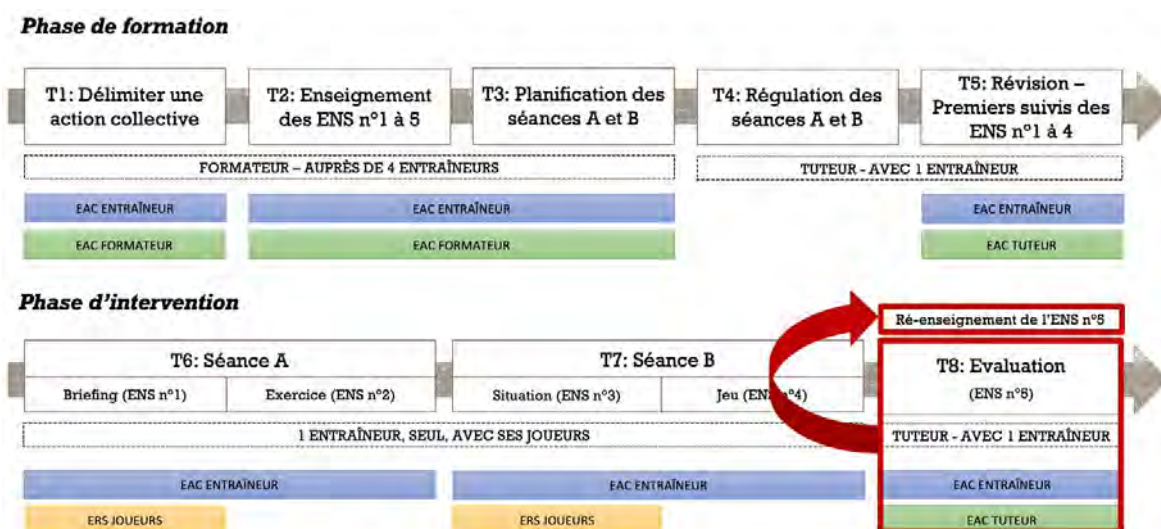 Phase de formation
T1: Délimiter une
action collective
T2: Enseignement
des ENS n°1 à 5
T3: Planification des
séances A et B
T4: Régulation des
séances A et B
T5: Révision –
Premiers suivis des
ENS n°1 à 4
FORMATEUR – AUPRÈS DE 4 ENTRAÎNEURS
TUTEUR - AVEC 1 ENTRAÎNEUR
EAC ENTRAÎNEUR
EAC ENTRAÎNEUR
EAC ENTRAÎNEUR
EAC FORMATEUR
EAC FORMATEUR
EAC TUTEUR
Phase d'intervention
Ré-enseignement de l'ENS n°5
T6: Séance A
T7: Séance B
T8: Evaluation
(ENS n°5)
Briefing (ENS n°1)
Exercice (ENS n°2)
Situation (ENS n°3)
Jeu (ENS n°4)
1 ENTRAÎNEUR, SEUL, AVEC SES JOUEURS
TUTEUR - AVEC 1 ENTRAÎNEUR
EAC ENTRAÎNEUR
EAC ENTRAÎNEUR
EAC ENTRAÎNEUR
ERS JOUEURS
ERS JOUEURS
EAC TUTEUR